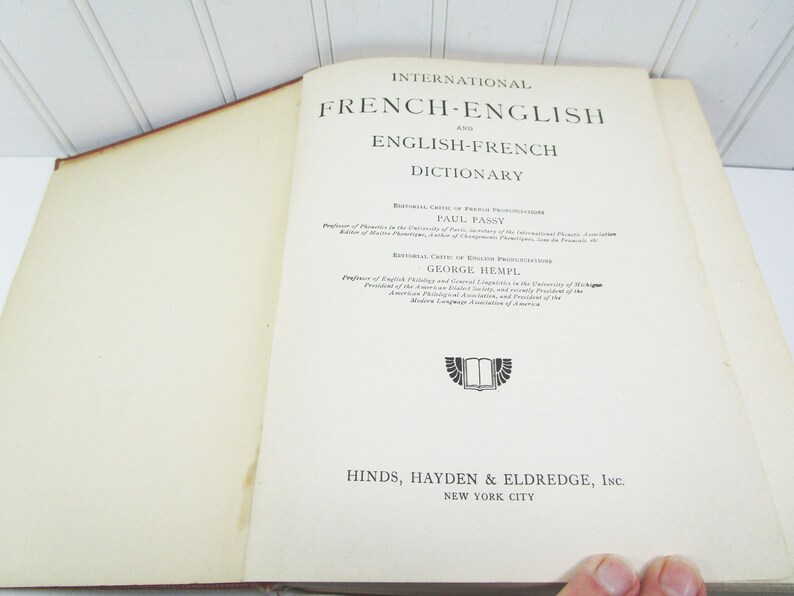 INTERNATIONAL
FRENCH-ENGLISH
AND
ENGLISH-FRENCH
DICTIONARY
EDITORIAL CRITIC OF FRENCH PRONUNCIATIONS
PAUL PASSY
Professor of Phonetics in the University of Paris, Secretary of the International Phonetic Association
Editor of Maitre Phonetique, Author of Changements Phonetiques, Sons du Francais. etc
EDITORIAL CRITIC OF ENGLISH PRONUNCIATIONS
GEORGE HEMPL
Professor of English Philology and General Linguistics in the University of Michigan
President of the American Dialect Society, and recently President of the
American Philological Association, and President of the
Modern Language Association of America
HINDS, HAYDEN & ELDREDGE, INC.
NEW YORK CITY